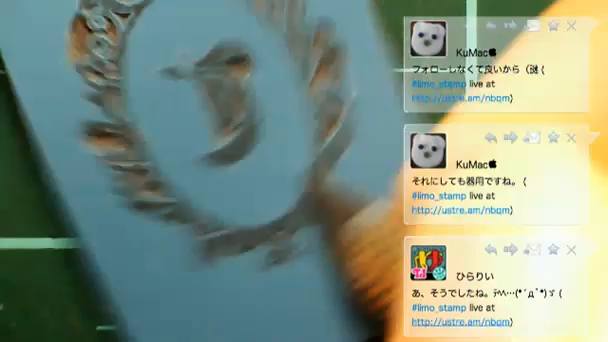 KuMac
フォローしなくて良いから（謎 (
#limo_stamp live at
http://ustre.am/nbqm)
KuMac
それにしても器用ですね。 (
#limo_stamp live at
http://ustre.am/nbqm)
ひらりい
あ、そうでしたね。ﾃﾍ…(*´д`*)ゞ (
#limo_stamp live at
http://ustre.am/nbqm)